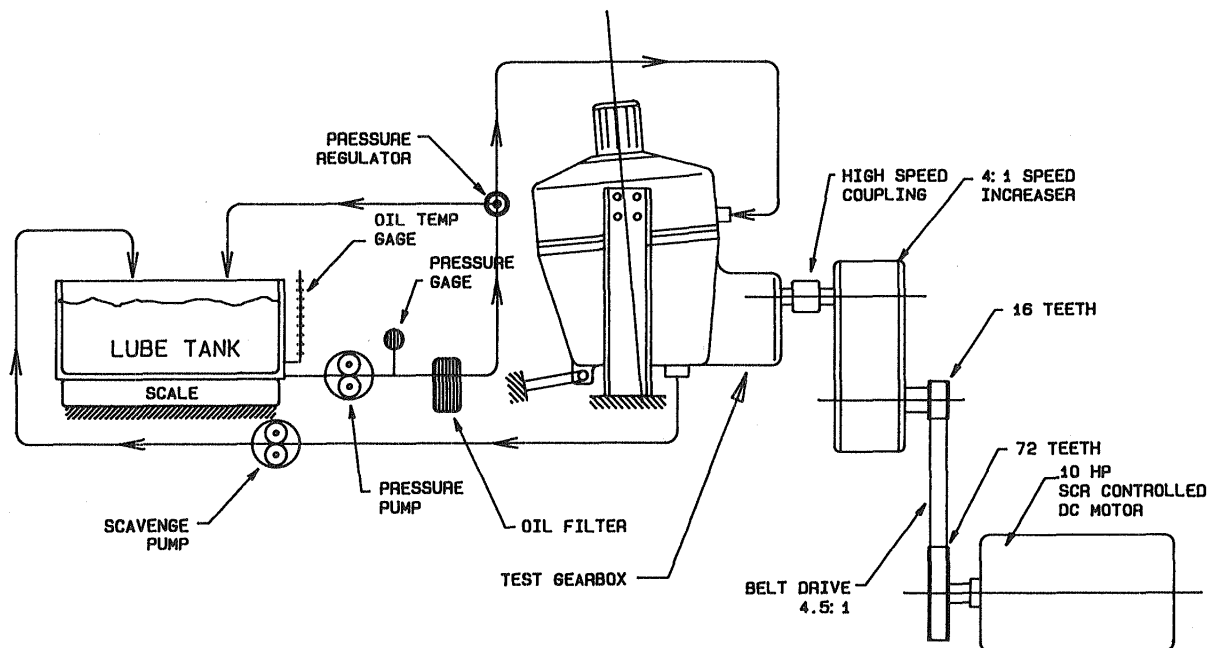 PRESSURE
REGULATOR
HIGH SPEED
COUPLING
4:1 SPEED
INCREASER
OIL TEMP
GAGE
PRESSURE
GAGE
16 TEETH
LUBE TANK
SCALE
72 TEETH
10 HP
SCR CONTROLLED
DC MOTOR
PRESSURE
PUMP
SCAVENGE
PUMP
OIL FILTER
TEST GEARBOX
BELT DRIVE
4.5:1